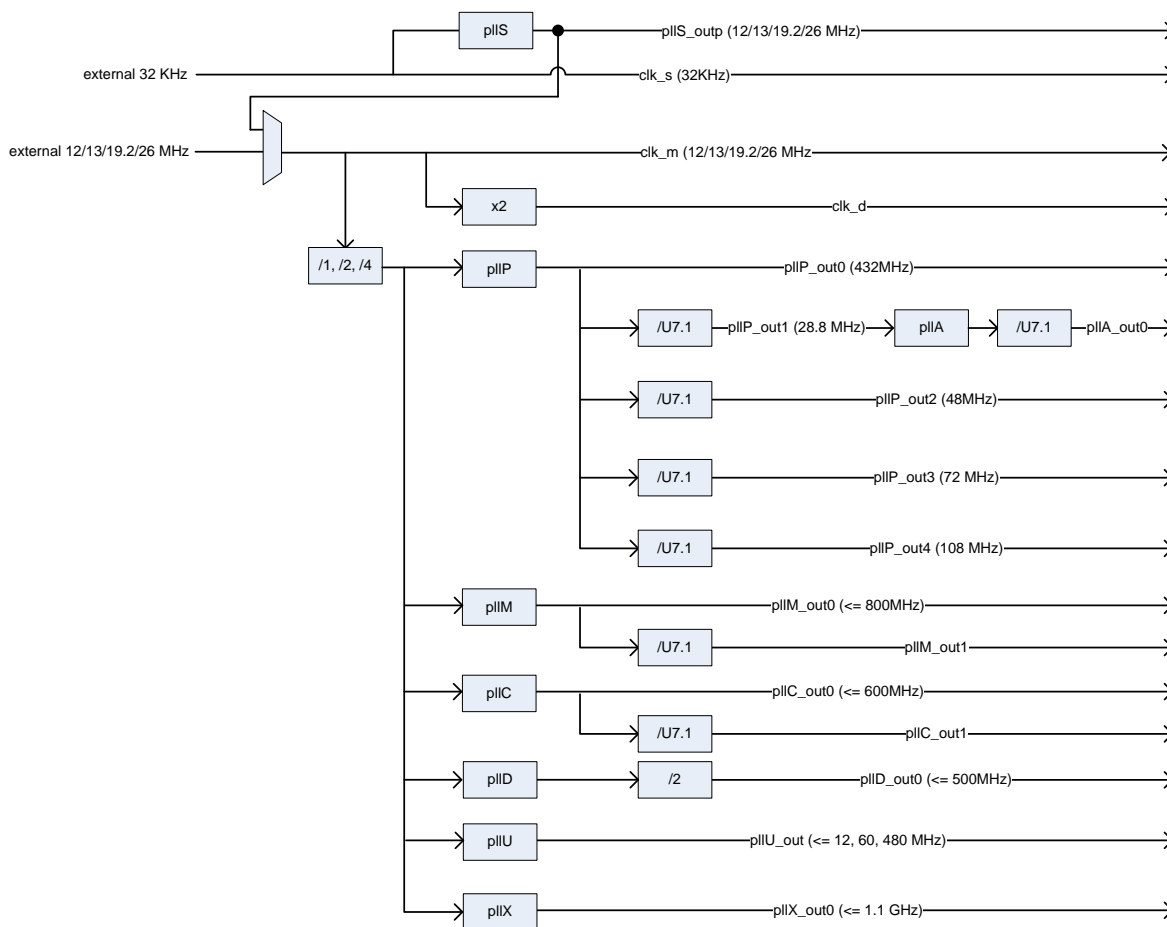 pllS
pllS_outp (12/13/19.2/26 MHz)
external 32 KHz
clk_s (32KHz)
external 12/13/19.2/26 MHz
clk_m (12/13/19.2/26 MHz
x2
clk_d
/1, /2, /4
pllP
pllP_out0 (432MHz)
/U7.1
pllP_out1 (28.8 MHz)
pllA
/U7.1
pllA_out0
/U7.1
pllP_out2 (48MHz)
/U7.1
pllP_out3 (72 MHz)
/U7.1
pllP_out4 (108 MHz)
pllM
pllM_out0 (<= 800MHz)
/U7.1
pllM_out1
pllC
pllC_out0 (<= 600MHz)
/U7.1
pllC_out1
pllD
/2
pllD_out0 (<= 500MHz)
pllU
pllU_out (<= 12, 60, 480 MHz)
pllX
pllX_out0 (<= 1.1 GHz)